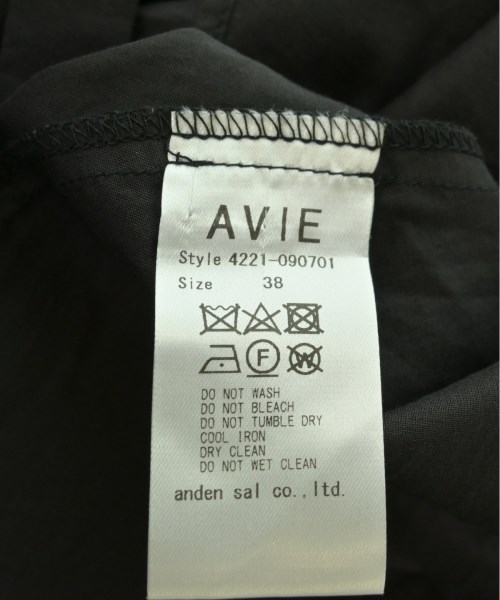 AVIE
Style 4221-090701
Size 38
F W
DO NOT WASH
DO NOT BLEACH
DO NOT TUMBLE DRY
COOL IRON
DRY CLEAN
DO NOT WET CLEAN
anden sal co.,ltd.